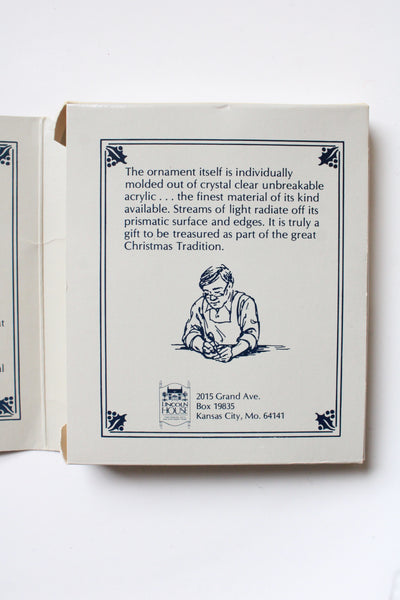 The ornament itself is individually
molded out of crystal clear unbreakable
acrylic . . . the finest material of its kind
available. Streams of light radiate off its
prismatic surface and edges. It is truly a
gift to be treasured as part of the great
Christmas Tradition.
LINCOLN
HOUSE
2015 Grand Ave.
Box 19835
Kansas City, Mo. 64141